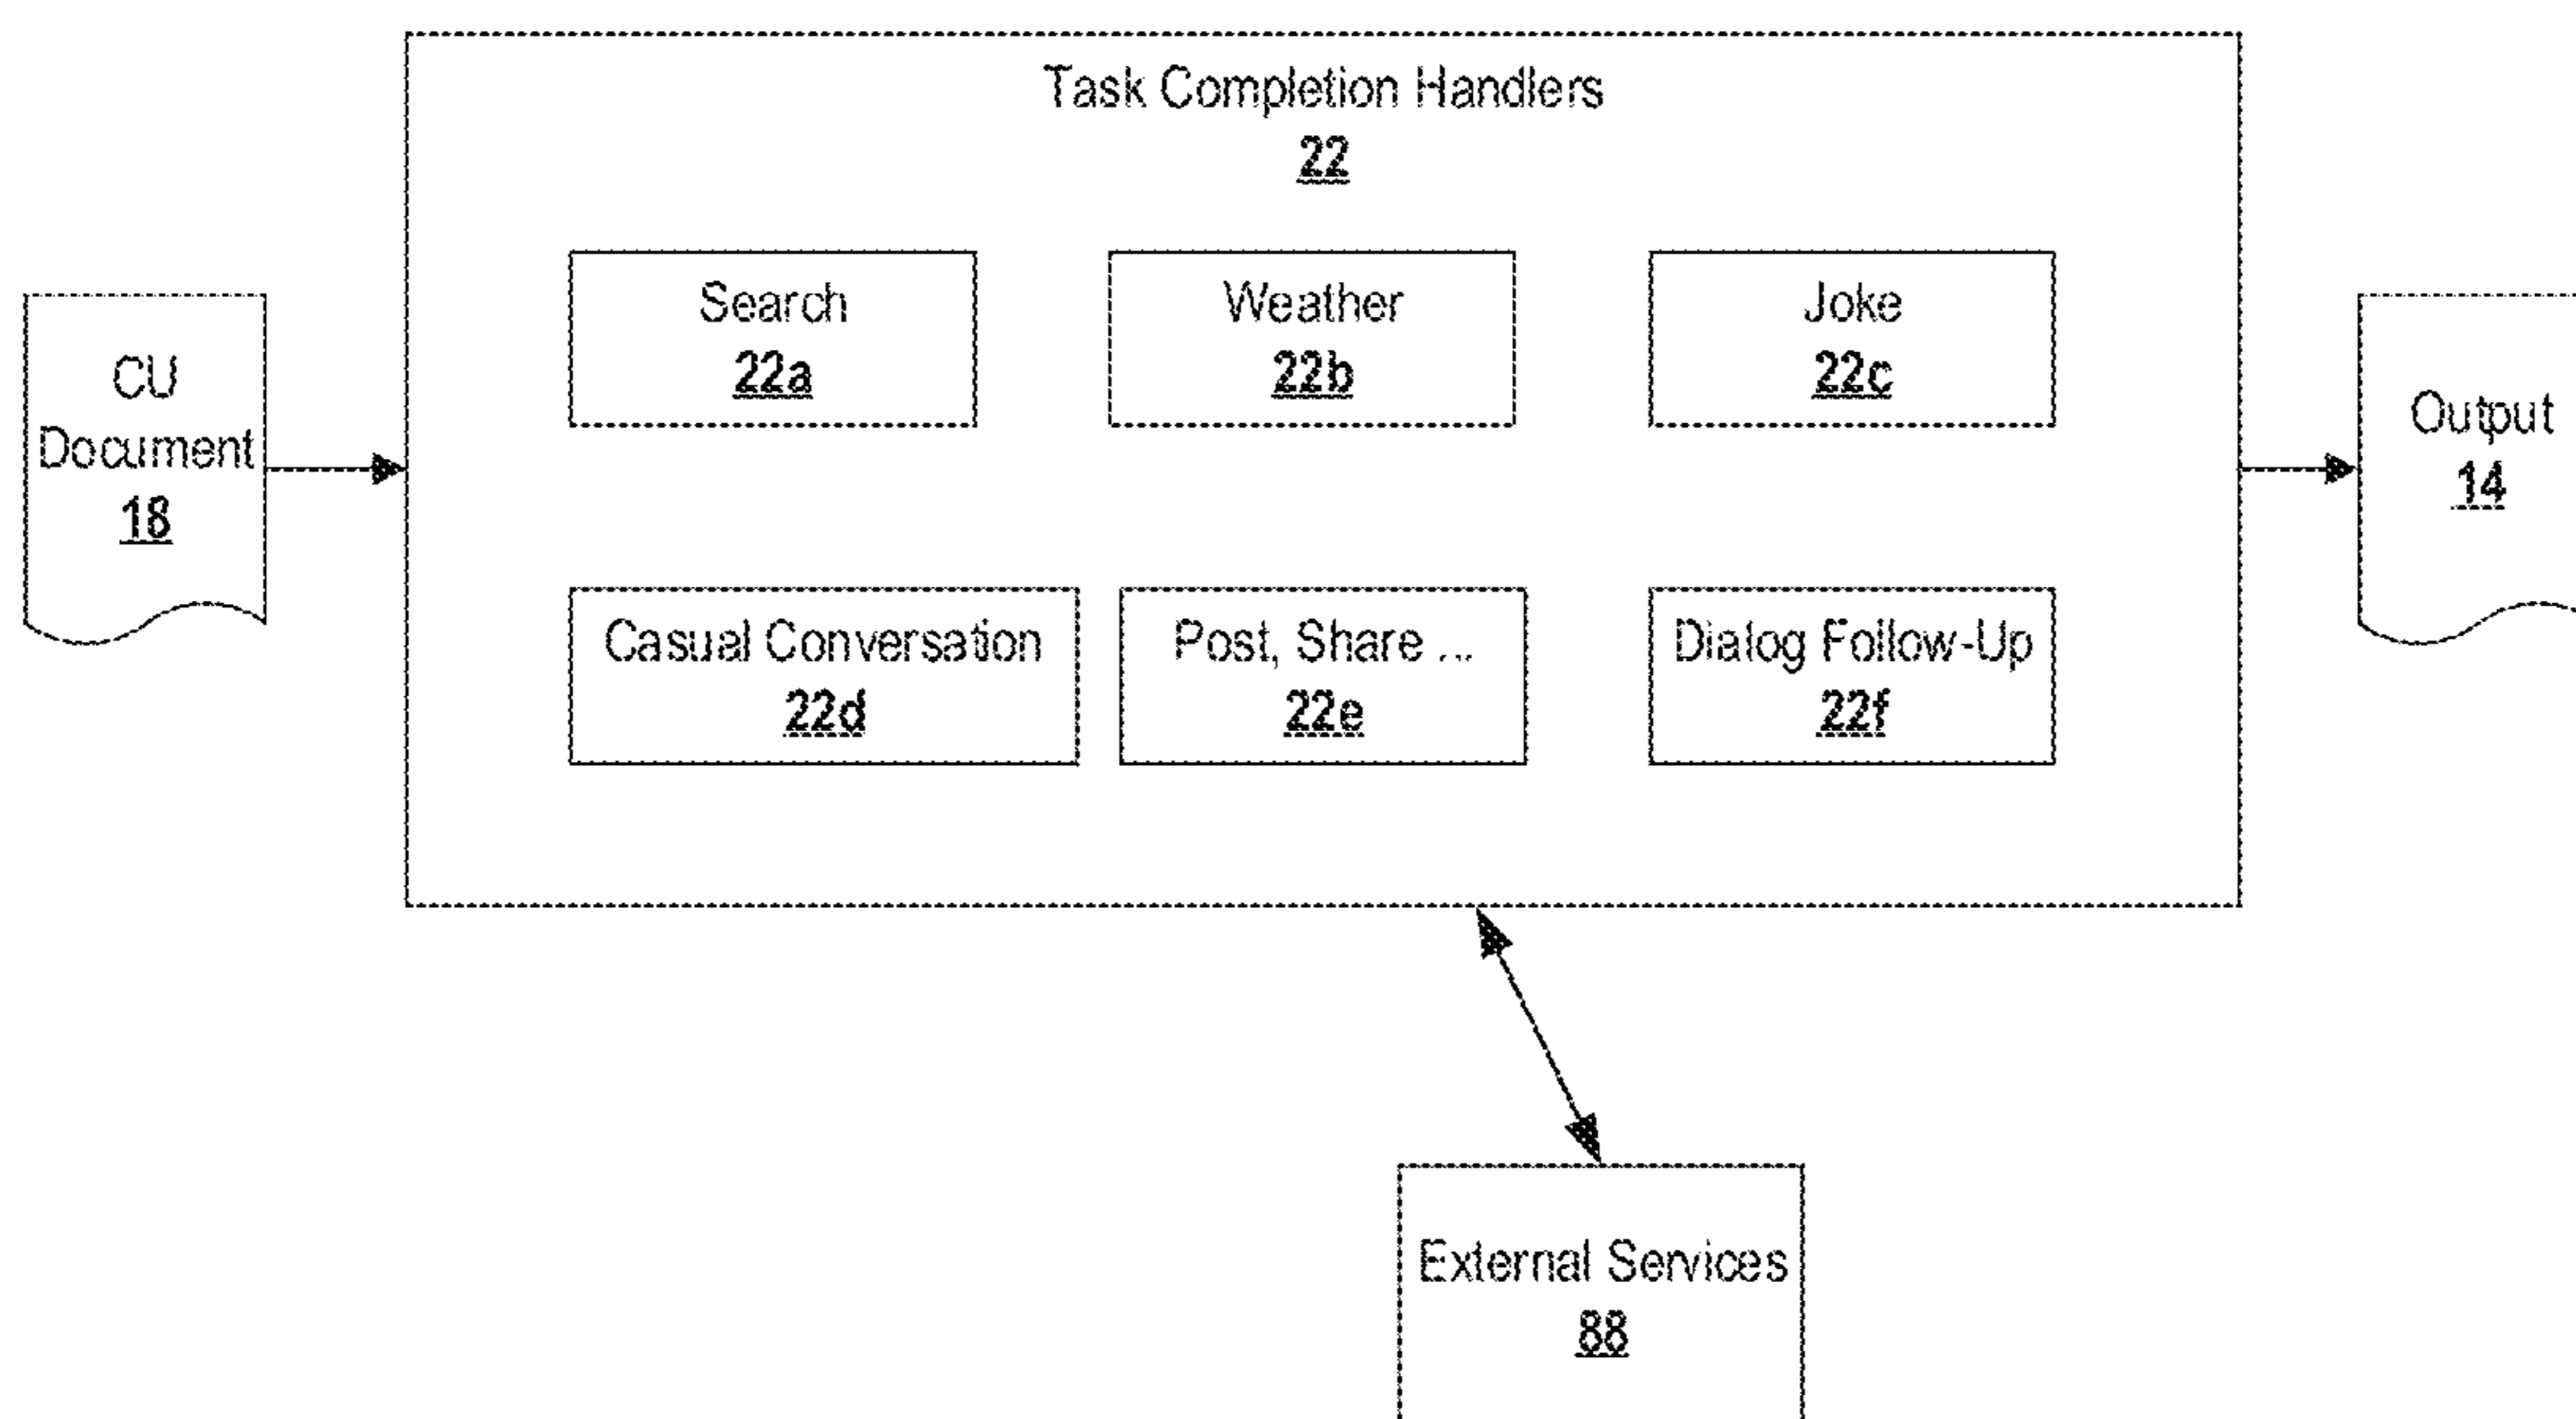 Task Completion Handlers
22
Search
22a
Weather
22b
Joke
22c
CU
Document
18
Output
14
Casual Conversation
22d
Post, Share ...
22e
Dialog Follow-Up
22f
External Services
88